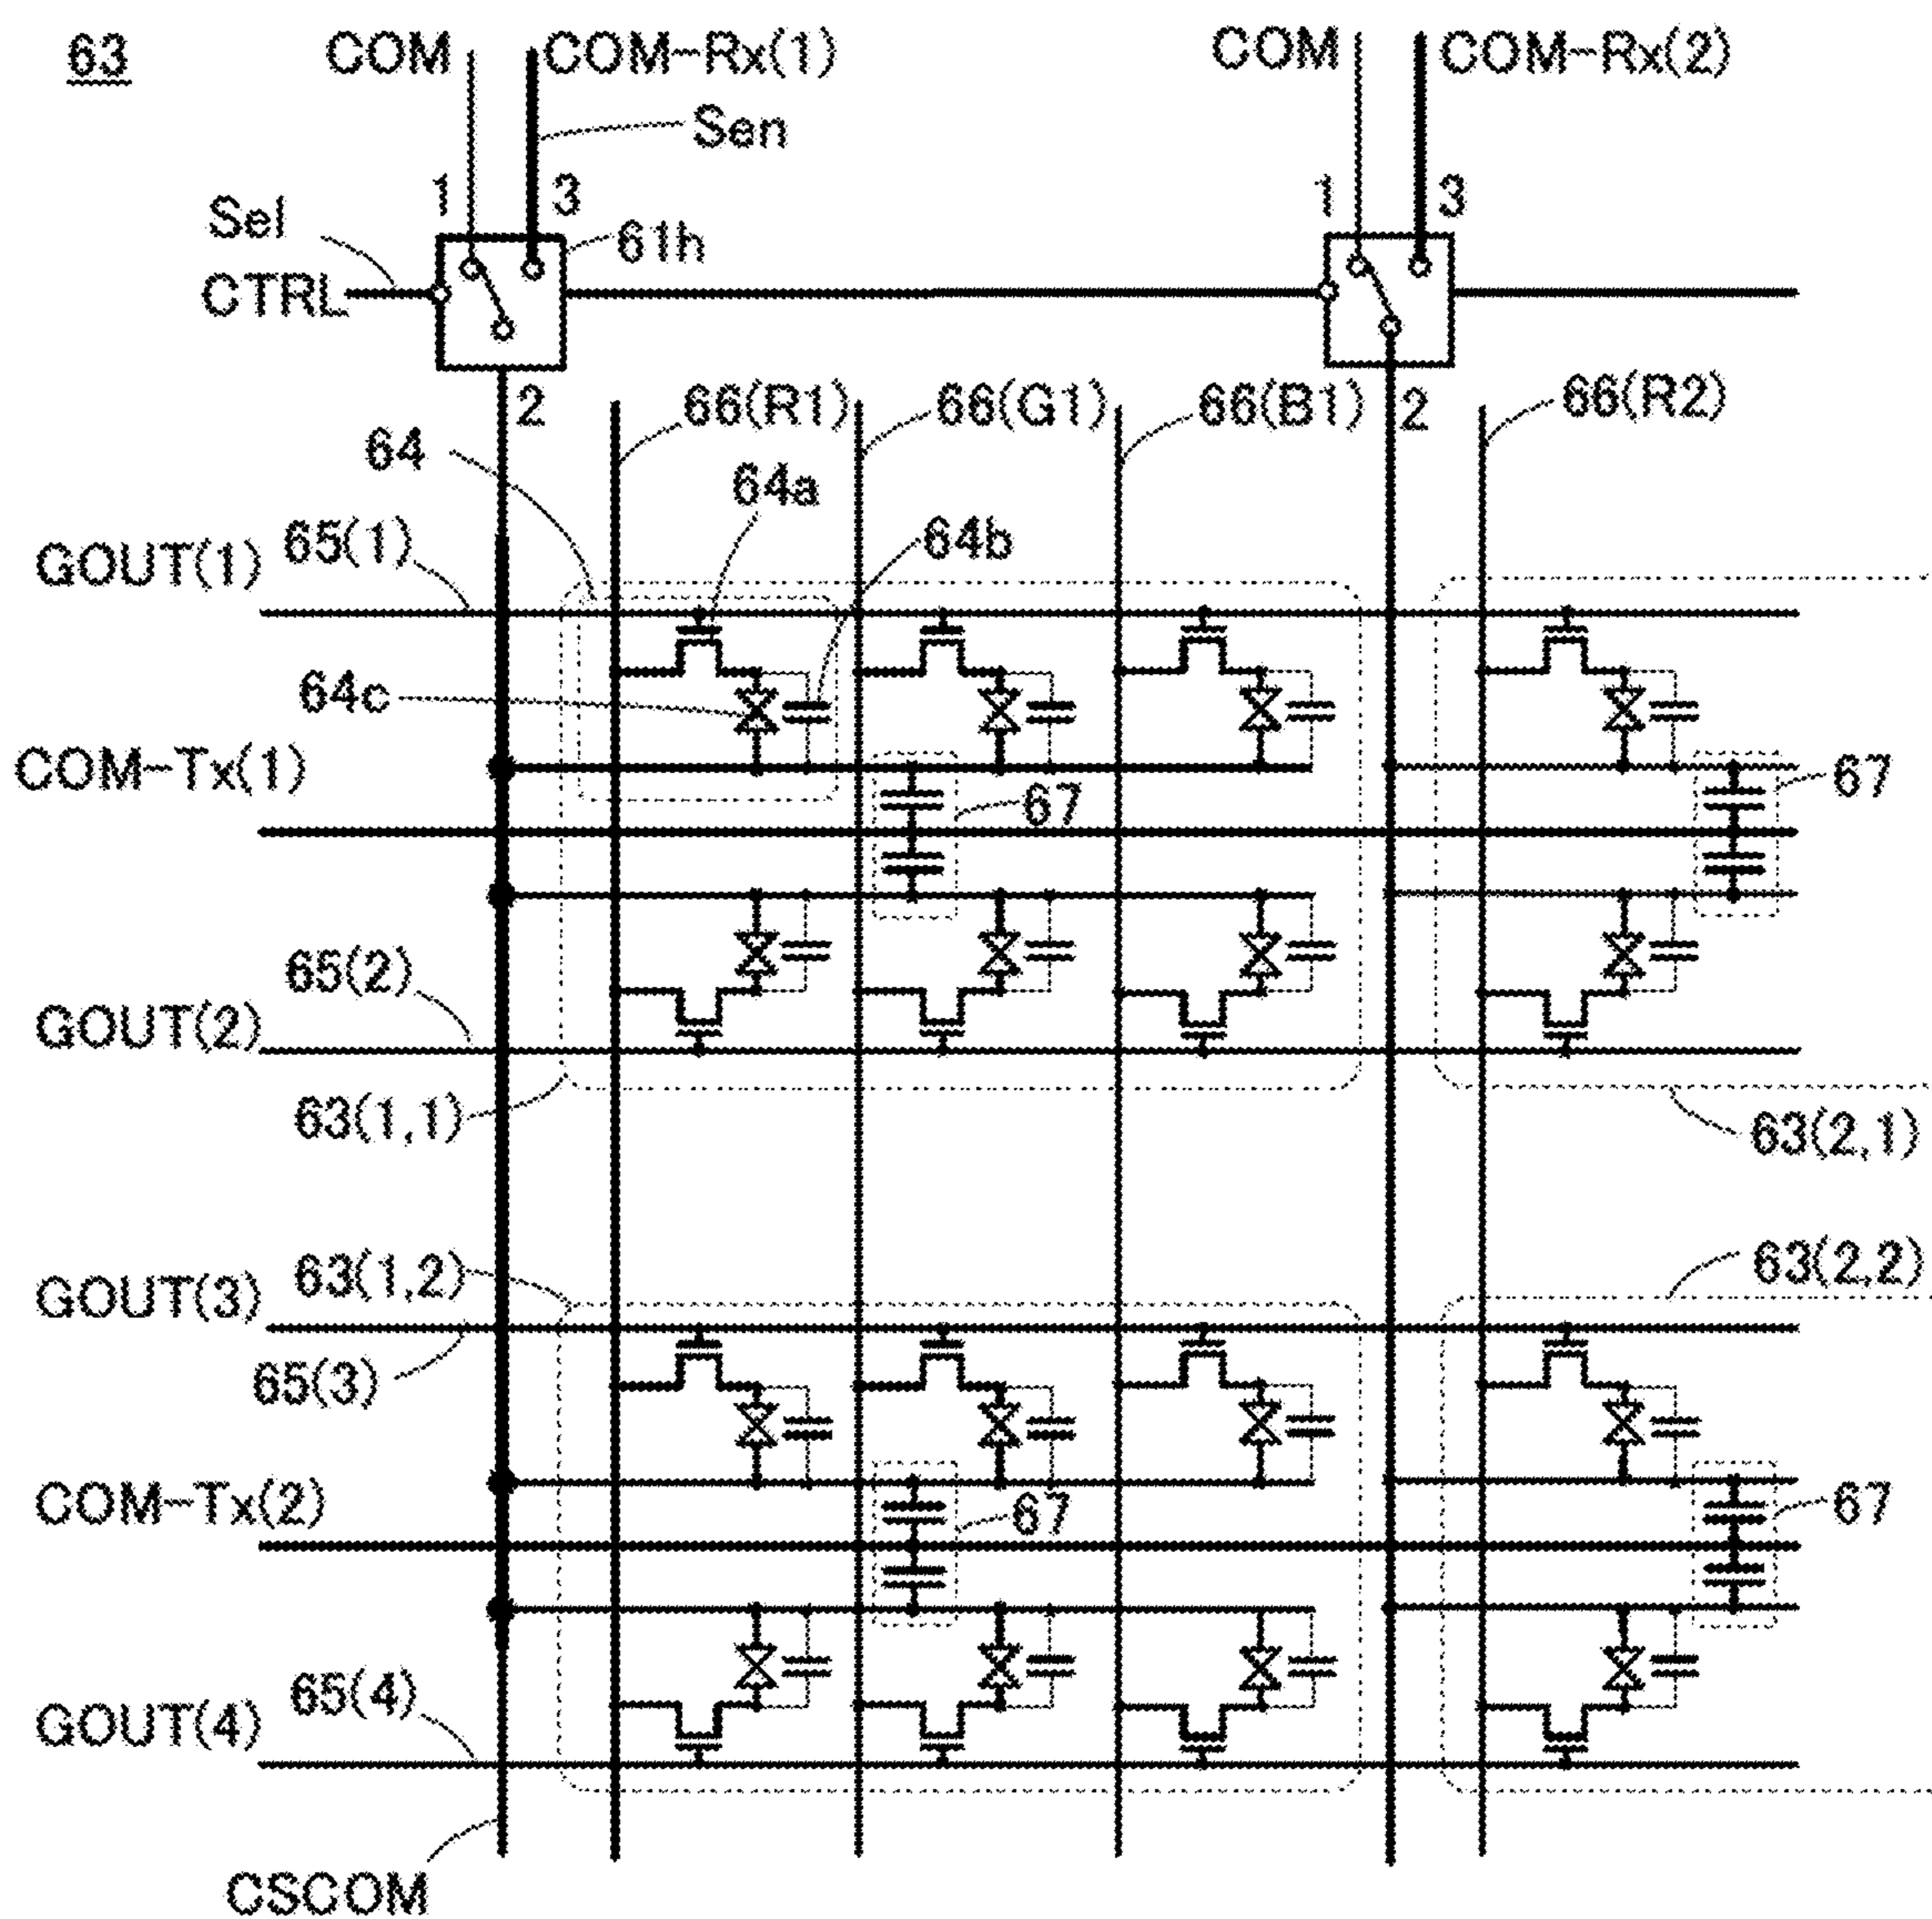 63
COM COM-Rx(1) COM COM-Rx(2)
Sen
1 3 1 3
Sel 61h
CTRL
2 66(R1) 66(G1) 66(B1) 2 66(R2)
64
64a
64b
65(1)
GOUT(1)
64c
COM-Tx(1)
67 67
65(2)
GOUT(2)
63(1,1) 63(2,1)
63(1,2) 63(2,2)
GOUT(3)
65(3)
COM-Tx(2)
67 67
65(4)
GOUT(4)
CSCOM